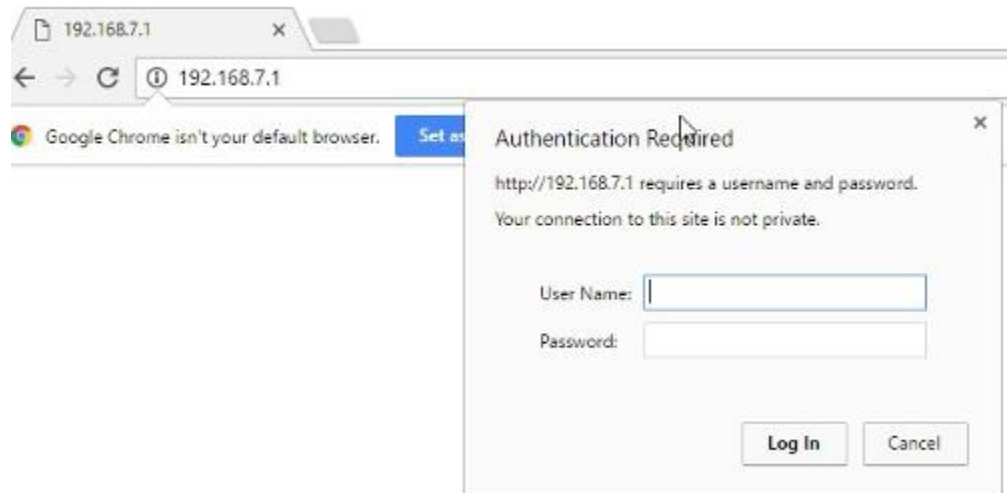 192.168.7.1
192.168.7.1
Google Chrome isn't your default browser. Set as
Authentication Required
http://192.168.7.1 requires a username and password.
Your connection to this site is not private.
User Name:
Password:
Log In Cancel